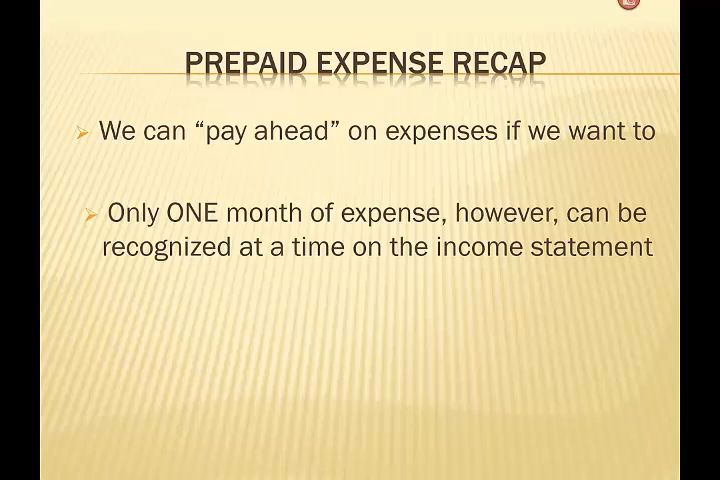 PREPAID EXPENSE RECAP
We can “pay ahead” on expenses if we want to
Only ONE month of expense, however, can be
recognized at a time on the income statement